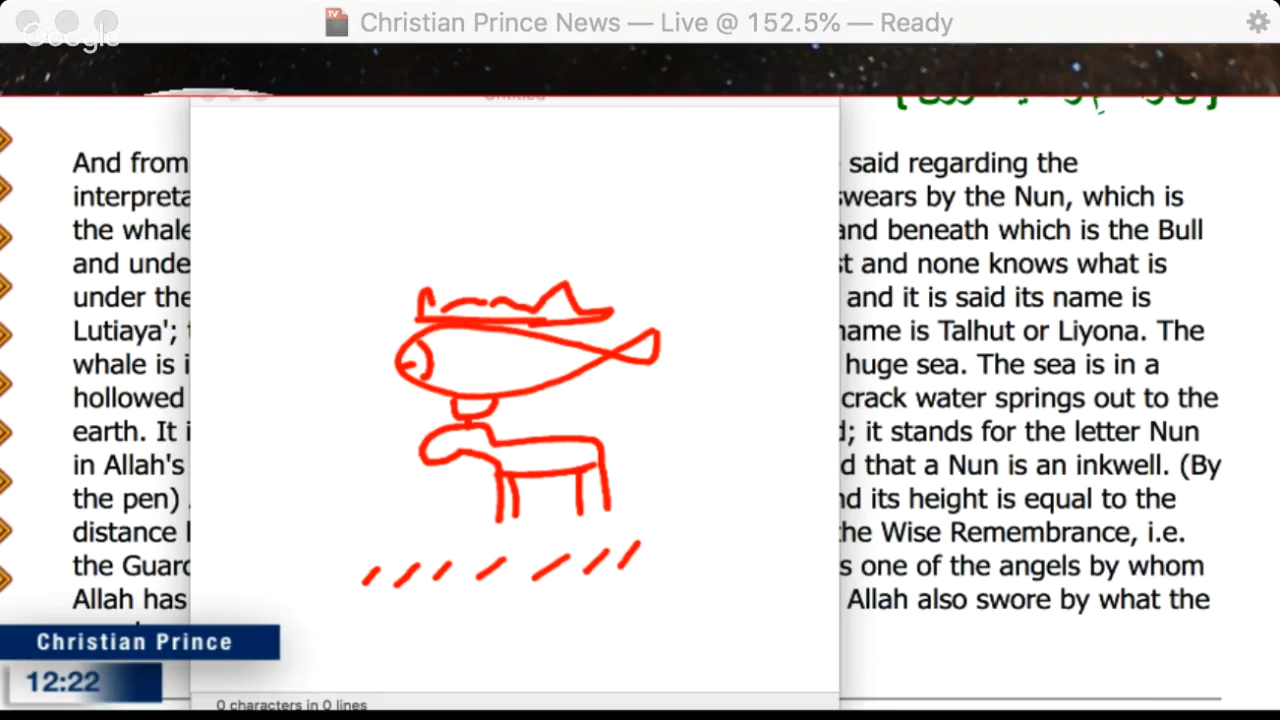 TV
Christian Prince News — Live @ 152.5% — Ready
Google
Untitled
And from said regarding the
interpreta swears by the Nun, which is
the whale and beneath which is the Bull
and unde st and none knows what is
under the and it is said its name is
Lutiaya'; t name is Talhut or Liyona. The
whale is i huge sea. The sea is in a
hollowed crack water springs out to the
earth. It i d; it stands for the letter Nun
in Allah's d that a Nun is an inkwell. (By
the pen) nd its height is equal to the
distance the Wise Remembrance, i.e.
the Guard s one of the angels by whom
Allah has Allah also swore by what the
Christian Prince
12:22
0 characters in 0 lines